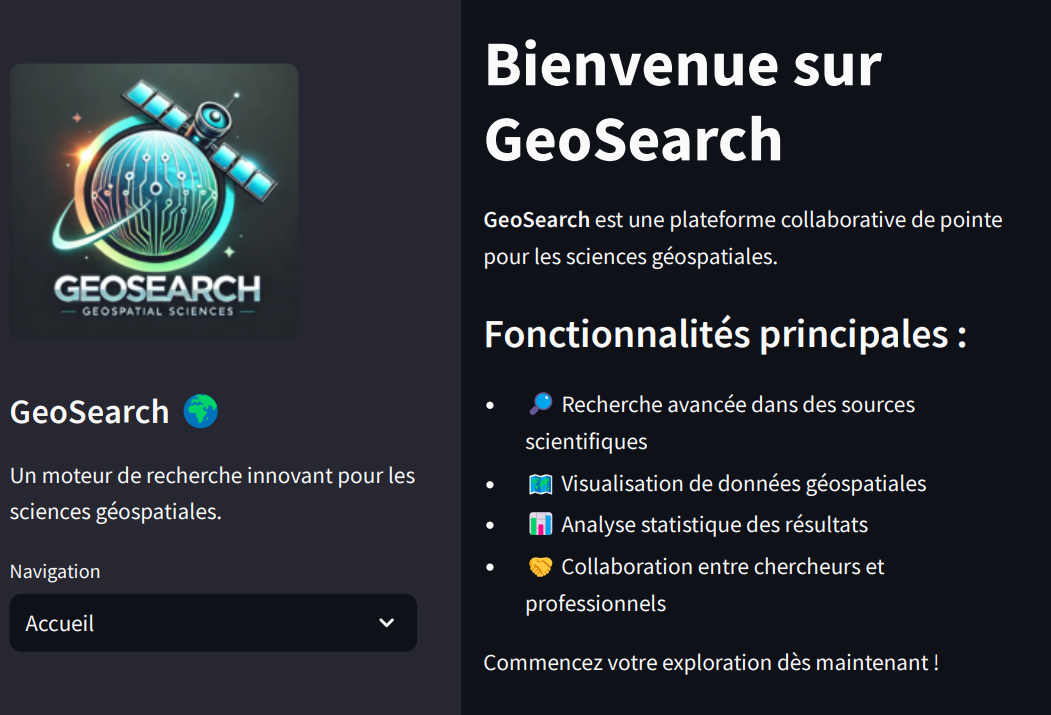 GEOSEARCH
GEOSPATIAL SCIENCES
GeoSearch 🌍
Un moteur de recherche innovant pour les
sciences géospatiales.
Navigation
Accueil
Bienvenue sur
GeoSearch
GeoSearch est une plateforme collaborative de pointe
pour les sciences géospatiales.
Fonctionnalités principales :
• 🔎 Recherche avancée dans des sources
scientifiques
• 🗺️ Visualisation de données géospatiales
• 📊 Analyse statistique des résultats
• 🤝 Collaboration entre chercheurs et
professionnels
Commencez votre exploration dès maintenant !